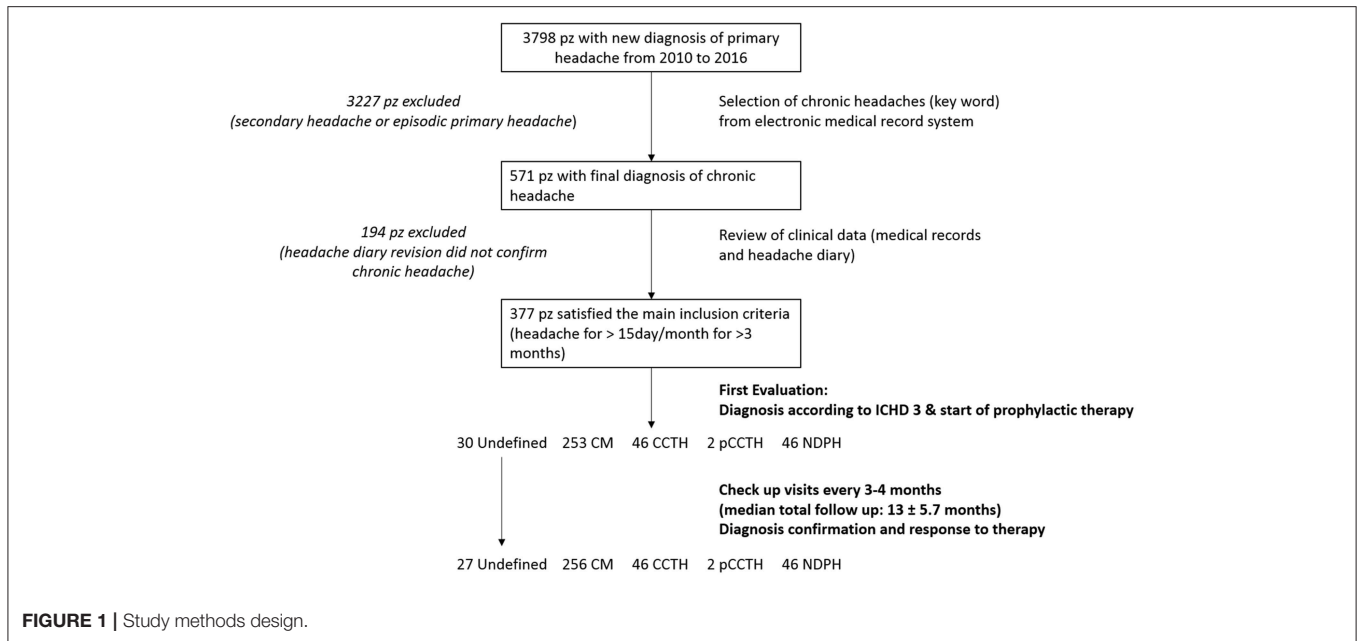 3798 pz with new diagnosis of primary
headache from 2010 to 2016
3227 pz excluded
(secondary headache or episodic primary headache)
Selection of chronic headaches (key word)
from electronic medical record system
571 pz with final diagnosis of chronic
headache
194 pz excluded
(headache diary revision did not confirm
chronic headache)
Review of clinical data (medical records
and headache diary)
377 pz satisfied the main inclusion criteria
(headache for > 15day/month for >3
months)
First Evaluation:
Diagnosis according to ICHD 3 & start of prophylactic therapy
30 Undefined 253 CM 46 CCTH 2 pCCTH 46 NDPH
Check up visits every 3-4 months
(median total follow up: 13 ± 5.7 months)
Diagnosis confirmation and response to therapy
27 Undefined 256 CM 46 CCTH 2 pCCTH 46 NDPH
FIGURE 1 | Study methods design.